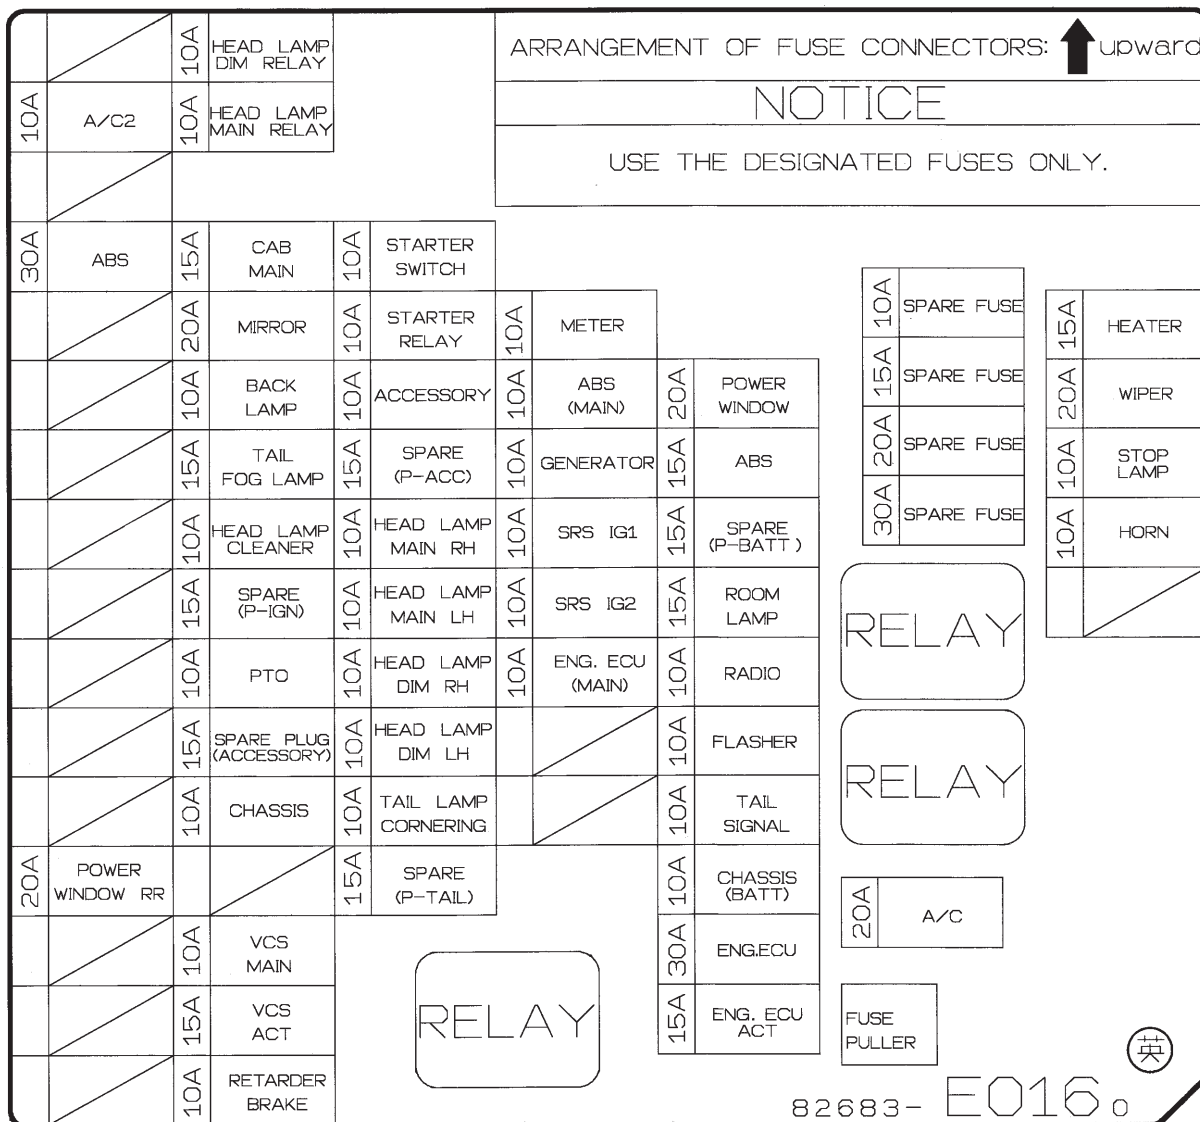 ARRANGEMENT OF FUSE CONNECTORS: upward
NOTICE
USE THE DESIGNATED FUSES ONLY.
10A
A/C2
30A
ABS
20A
POWER
WINDOW RR
10A
HEAD LAMP
DIM RELAY
10A
HEAD LAMP
MAIN RELAY
15A
CAB
MAIN
20A
MIRROR
10A
BACK
LAMP
15A
TAIL
FOG LAMP
10A
HEAD LAMP
CLEANER
15A
SPARE
(P-IGN)
10A
PTO
15A
SPARE PLUG
(ACCESSORY)
10A
CHASSIS
10A
VCS
MAIN
15A
VCS
ACT
10A
RETARDER
BRAKE
10A
STARTER
SWITCH
10A
STARTER
RELAY
10A
ACCESSORY
15A
SPARE
(P-ACC)
10A
HEAD LAMP
MAIN RH
10A
HEAD LAMP
MAIN LH
10A
HEAD LAMP
DIM RH
10A
HEAD LAMP
DIM LH
10A
TAIL LAMP
CORNERING
15A
SPARE
(P-TAIL)
10A
METER
10A
ABS
(MAIN)
10A
GENERATOR
10A
SRS IG1
10A
SRS IG2
10A
ENG. ECU
(MAIN)
RELAY
20A
POWER
WINDOW
15A
ABS
15A
SPARE
(P-BATT)
15A
ROOM
LAMP
10A
RADIO
10A
FLASHER
10A
TAIL
SIGNAL
10A
CHASSIS
(BATT)
30A
ENG.ECU
15A
ENG. ECU
ACT
10A
SPARE FUSE
15A
SPARE FUSE
20A
SPARE FUSE
30A
SPARE FUSE
RELAY
RELAY
20A
A/C
FUSE
PULLER
15A
HEATER
20A
WIPER
10A
STOP
LAMP
10A
HORN
英
82683- E016 0